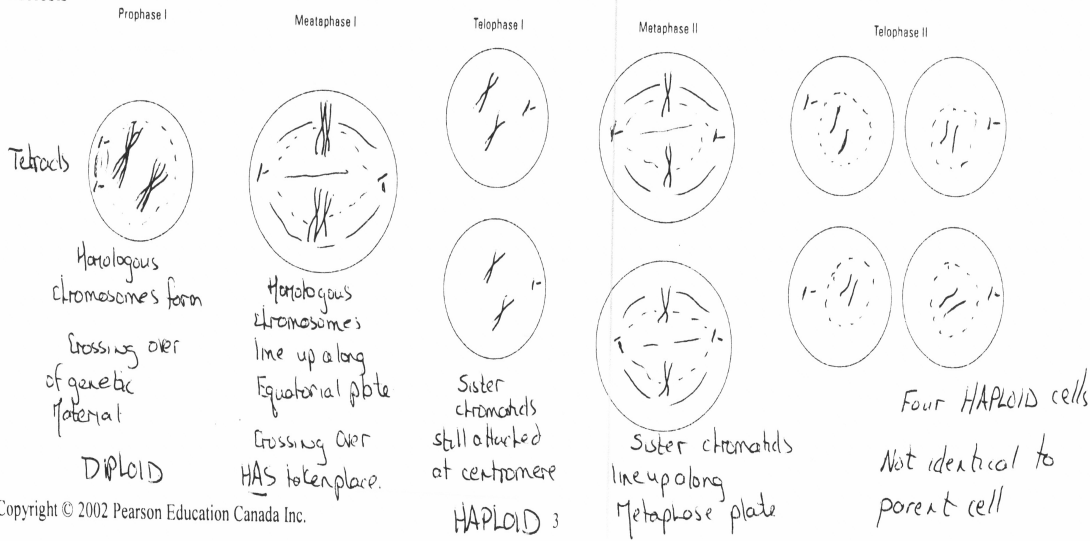 Prophase I
Meataphase I
Telophase I
Metaphase II
Telophase II
Tetrads
Homologous
chromosomes form
Crossing over
of genetic
Material
DIPLOID
Homologous
chromosomes
line up along
Equatorial plate
Crossing over
HAS taken place.
Sister
chromatids
still attached
at centromere
HAPLOID
Sister chromatids
line up along
Metaphase plate
Four HAPLOID cells
Not identical to
parent cell
Copyright © 2002 Pearson Education Canada Inc.
3